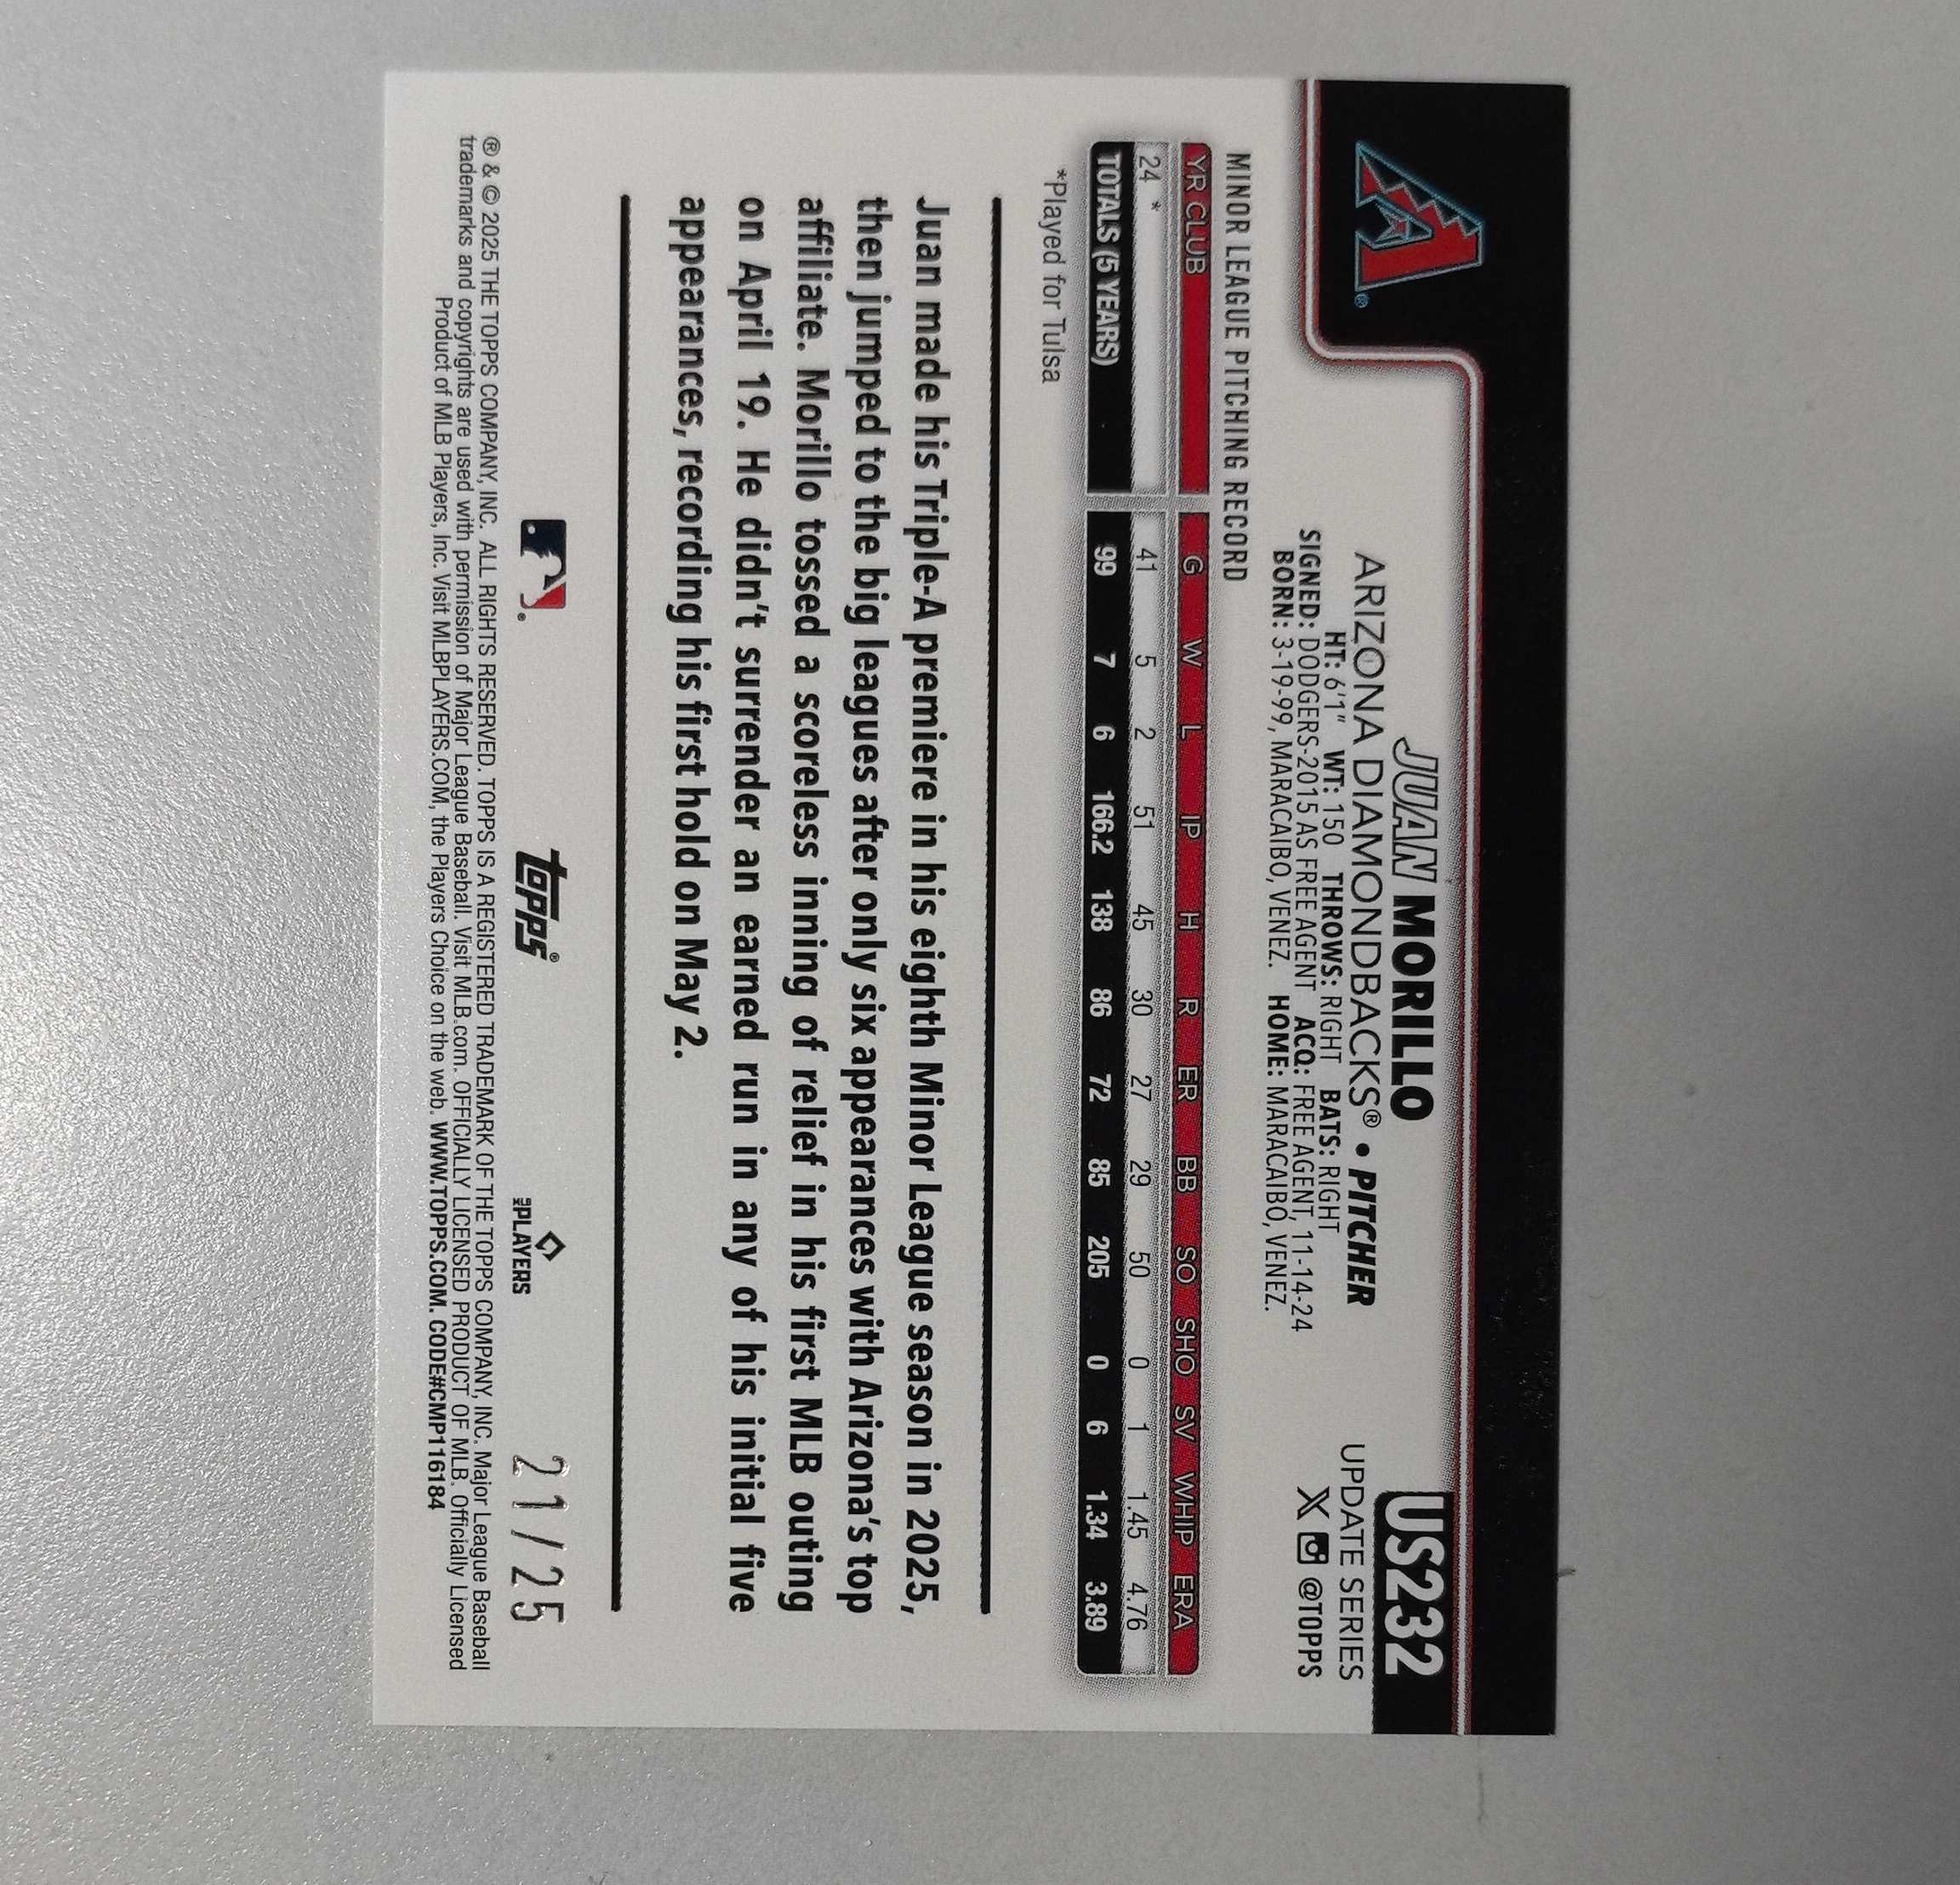 US232
JUAN MORILLO
UPDATE SERIES
ARIZONA DIAMONDBACKS® • PITCHER
X @TOPPS
HT: 6'1" WT: 150 THROWS: RIGHT BATS: RIGHT
SIGNED: DODGERS-2015 AS FREE AGENT ACQ: FREE AGENT, 11-14-24
BORN: 3-19-99, MARACAIBO, VENEZ. HOME: MARACAIBO, VENEZ.
MINOR LEAGUE PITCHING RECORD
YR CLUB G W L IP H R ER BB SO SHO SV WHIP ERA
24 * 41 5 2 51 45 30 27 29 50 0 1 1.45 4.76
TOTALS (5 YEARS) 99 7 6 166.2 138 86 72 85 205 0 6 1.34 3.89
*Played for Tulsa
Juan made his Triple-A premiere in his eighth Minor League season in 2025,
then jumped to the big leagues after only six appearances with Arizona's top
affiliate. Morillo tossed a scoreless inning of relief in his first MLB outing
on April 19. He didn't surrender an earned run in any of his initial five
appearances, recording his first hold on May 2.
topps®
MLB PLAYERS
21/25
® & © 2025 THE TOPPS COMPANY, INC. ALL RIGHTS RESERVED. TOPPS IS A REGISTERED TRADEMARK OF THE TOPPS COMPANY, INC. Major League Baseball
trademarks and copyrights are used with permission of Major League Baseball. Visit MLB.com. OFFICIALLY LICENSED PRODUCT OF MLB. Officially Licensed
Product of MLB Players, Inc. Visit MLBPLAYERS.COM, the Players Choice on the web. WWW.TOPPS.COM. CODE#CMP116184